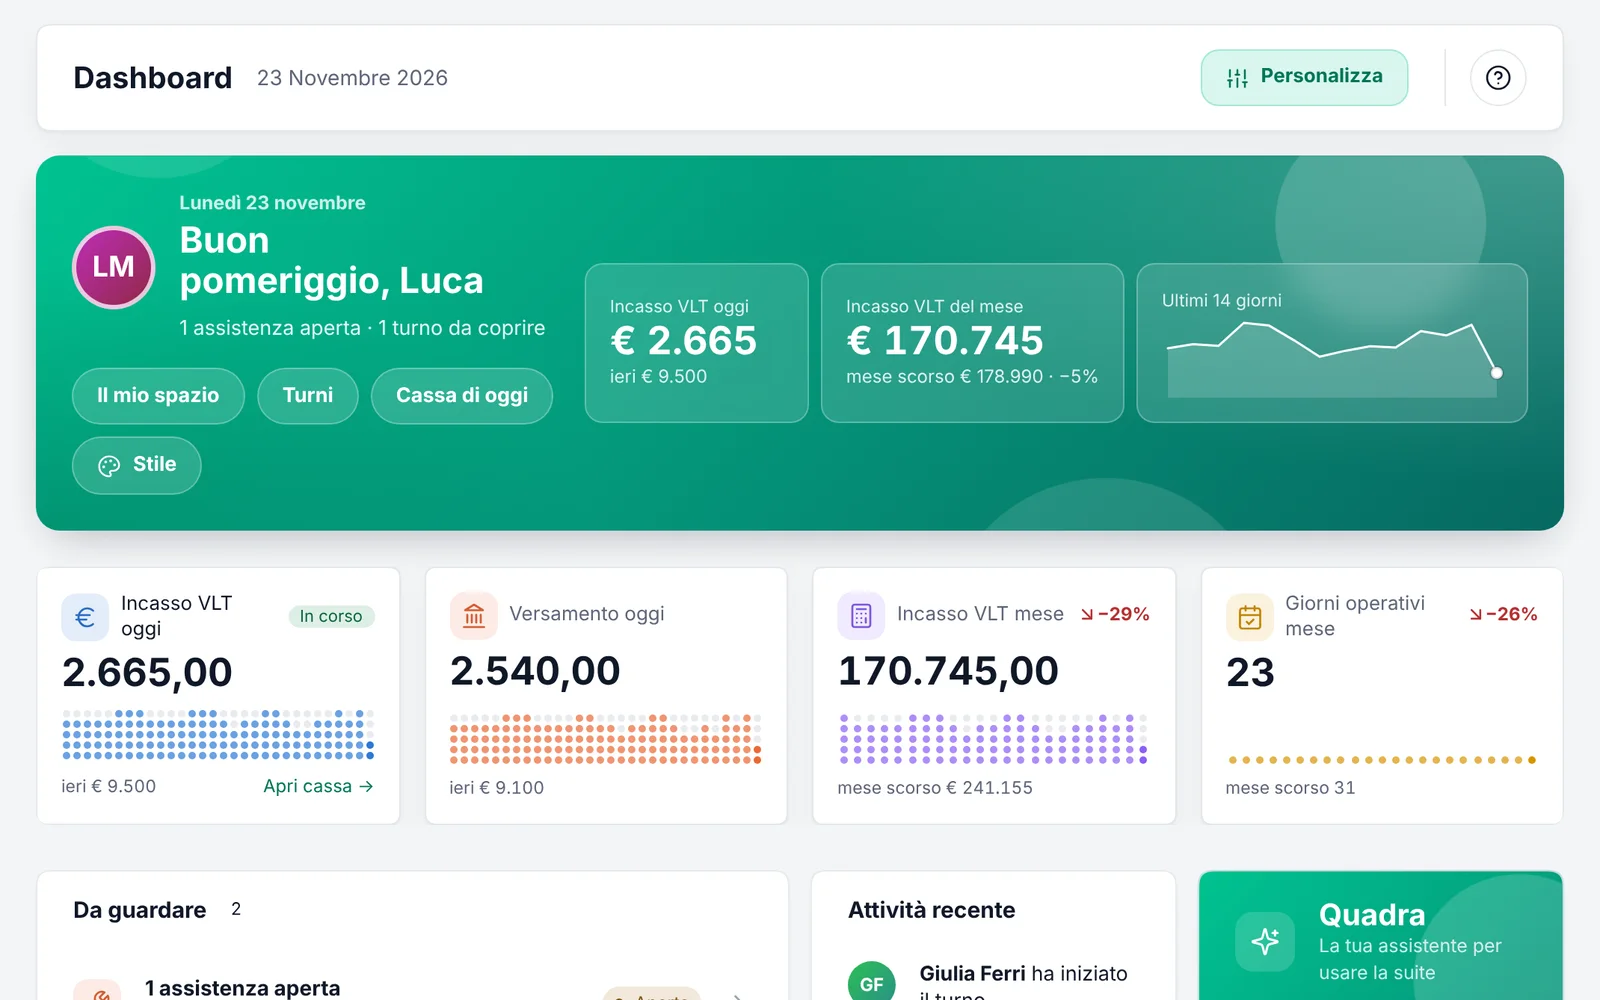 Dashboard
23 Novembre 2026
Personalizza
Lunedì 23 novembre
LM
Buon
pomeriggio, Luca
1 assistenza aperta · 1 turno da coprire
Il mio spazio
Turni
Cassa di oggi
Stile
Incasso VLT oggi
€ 2.665
ieri € 9.500
Incasso VLT del mese
€ 170.745
mese scorso € 178.990 · −5%
Ultimi 14 giorni
Incasso VLT
oggi
In corso
2.665,00
ieri € 9.500
Apri cassa →
Versamento oggi
2.540,00
ieri € 9.100
Incasso VLT mese
↘−29%
170.745,00
mese scorso € 241.155
Giorni operativi
mese
↘−26%
23
mese scorso 31
Da guardare 2
1 assistenza aperta
Aperta
Attività recente
GF
Giulia Ferri ha iniziato
il turno
Quadra
La tua assistente per
usare la suite